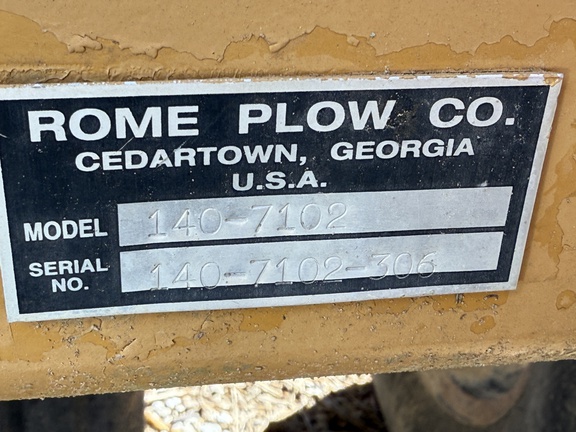 ROME PLOW CO.
CEDARTOWN, GEORGIA
U.S.A.
MODEL 140-7102
SERIAL NO. 140-7102-306